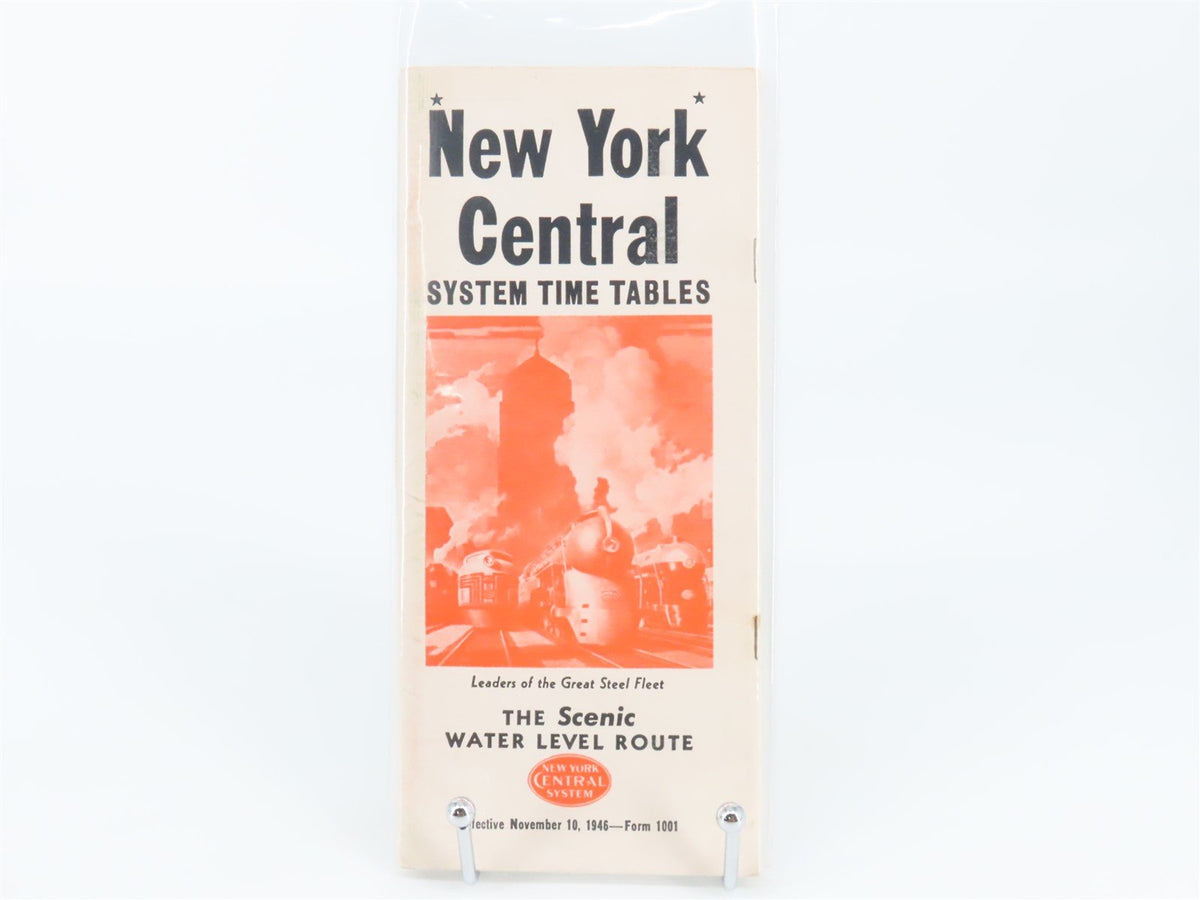 New York
Central
SYSTEM TIME TABLES
Leaders of the Great Steel Fleet
THE Scenic
WATER LEVEL ROUTE
NEW YORK
CENTRAL
SYSTEM
fective November 10, 1946—Form 1001